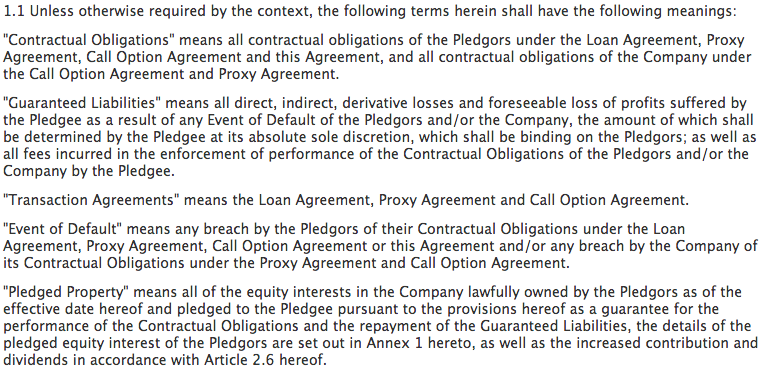 1.1 Unless otherwise required by the context, the following terms herein shall have the following meanings:
"Contractual Obligations" means all contractual obligations of the Pledgors under the Loan Agreement, Proxy
Agreement, Call Option Agreement and this Agreement, and all contractual obligations of the Company under
the Call Option Agreement and Proxy Agreement.
"Guaranteed Liabilities" means all direct, indirect, derivative losses and foreseeable loss of profits suffered by
the Pledgee as a result of any Event of Default of the Pledgors and/or the Company, the amount of which shall
be determined by the Pledgee at its absolute sole discretion, which shall be binding on the Pledgors; as well as
all fees incurred in the enforcement of performance of the Contractual Obligations of the Pledgors and/or the
Company by the Pledgee.
"Transaction Agreements" means the Loan Agreement, Proxy Agreement and Call Option Agreement.
"Event of Default" means any breach by the Pledgors of their Contractual Obligations under the Loan
Agreement, Proxy Agreement, Call Option Agreement or this Agreement and/or any breach by the Company of
its Contractual Obligations under the Proxy Agreement and Call Option Agreement.
"Pledged Property" means all of the equity interests in the Company lawfully owned by the Pledgors as of the
effective date hereof and pledged to the Pledgee pursuant to the provisions hereof as a guarantee for the
performance of the Contractual Obligations and the repayment of the Guaranteed Liabilities, the details of the
pledged equity interest of the Pledgors are set out in Annex 1 hereto, as well as the increased contribution and
dividends in accordance with Article 2.6 hereof.